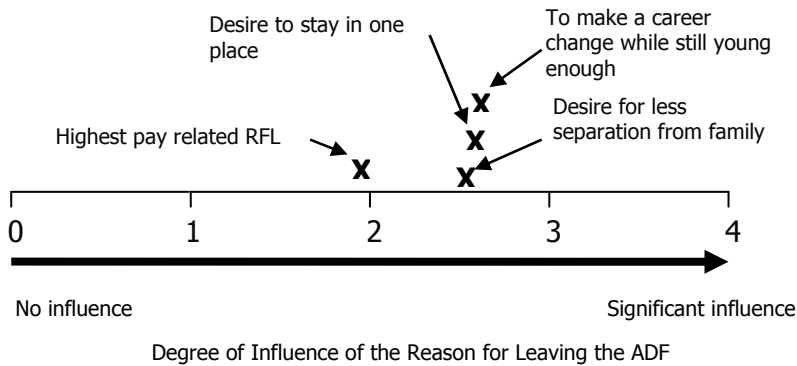 Desire to stay in one
place
To make a career
change while still young
enough
Desire for less
separation from family
Highest pay related RFL
X
X
X
X
0 1 2 3 4
No influence
Significant influence
Degree of Influence of the Reason for Leaving the ADF